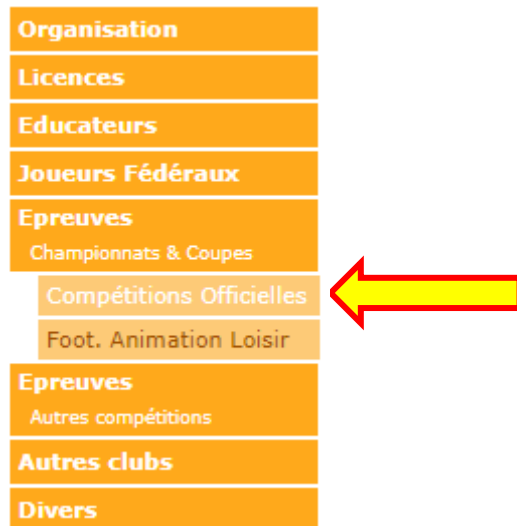 Organisation
Licences
Educateurs
Joueurs Fédéraux
Epreuves
Championnats & Coupes
Compétitions Officielles
Foot. Animation Loisir
Epreuves
Autres compétitions
Autres clubs
Divers